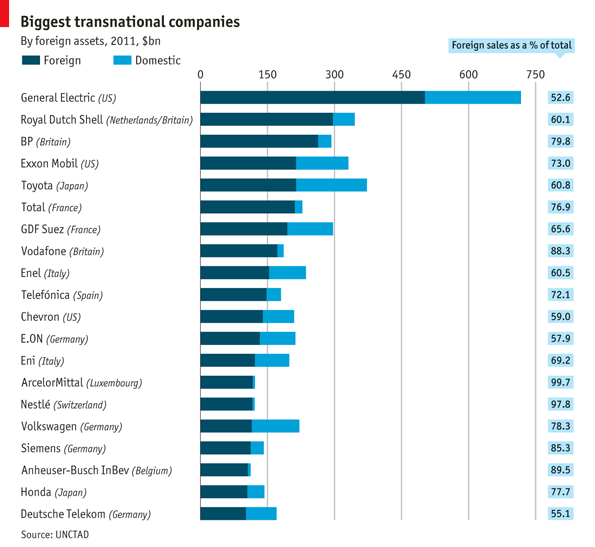 Biggest transnational companies
By foreign assets, 2011, $bn
Foreign sales as a % of total
Foreign Domestic
0 150 300 450 600 750
General Electric (US) 52.6
Royal Dutch Shell (Netherlands/Britain) 60.1
BP (Britain) 79.8
Exxon Mobil (US) 73.0
Toyota (Japan) 60.8
Total (France) 76.9
GDF Suez (France) 65.6
Vodafone (Britain) 88.3
Enel (Italy) 60.5
Telefónica (Spain) 72.1
Chevron (US) 59.0
E.ON (Germany) 57.9
Eni (Italy) 69.2
ArcelorMittal (Luxembourg) 99.7
Nestlé (Switzerland) 97.8
Volkswagen (Germany) 78.3
Siemens (Germany) 85.3
Anheuser-Busch InBev (Belgium) 89.5
Honda (Japan) 77.7
Deutsche Telekom (Germany) 55.1
Source: UNCTAD